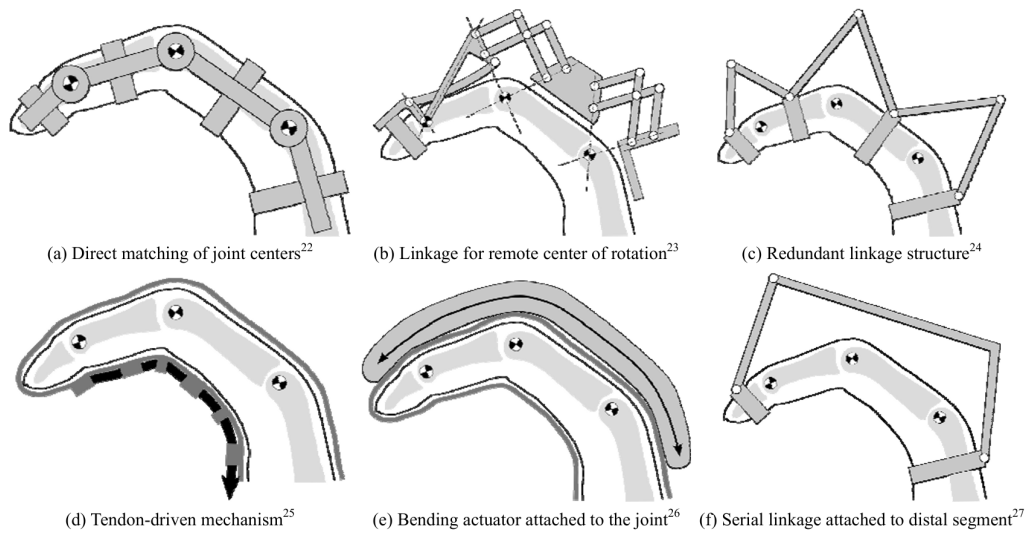 (a) Direct matching of joint centers22
(b) Linkage for remote center of rotation23
(c) Redundant linkage structure24
(d) Tendon-driven mechanism25
(e) Bending actuator attached to the joint26
(f) Serial linkage attached to distal segment27